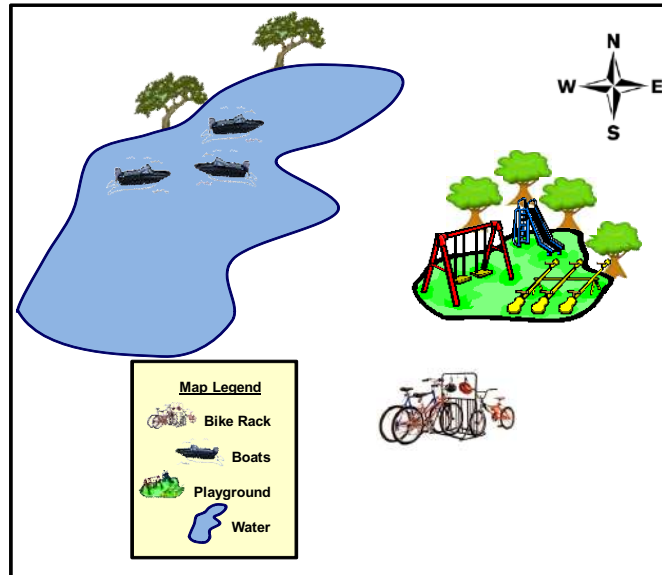 N
W E
S
Map Legend
Bike Rack
Boats
Playground
Water